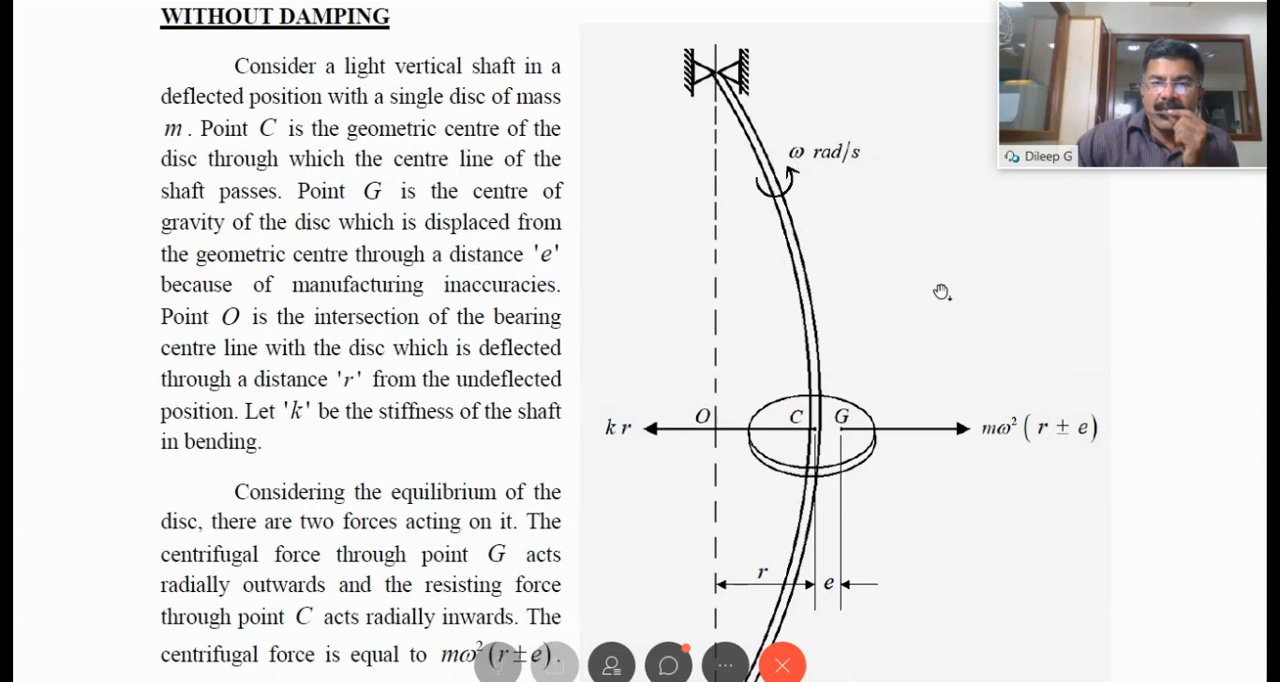 WITHOUT DAMPING
Consider a light vertical shaft in a
deflected position with a single disc of mass
m . Point C is the geometric centre of the
disc through which the centre line of the
shaft passes. Point G is the centre of
gravity of the disc which is displaced from
the geometric centre through a distance 'e'
because of manufacturing inaccuracies.
Point O is the intersection of the bearing
centre line with the disc which is deflected
through a distance 'r' from the undeflected
position. Let 'k' be the stiffness of the shaft
in bending.
Considering the equilibrium of the
disc, there are two forces acting on it. The
centrifugal force through point G acts
radially outwards and the resisting force
through point C acts radially inwards. The
centrifugal force is equal to mω²(r±e).
ω rad/s
k r
O
C
G
mω² ( r ± e )
r
e
Dileep G